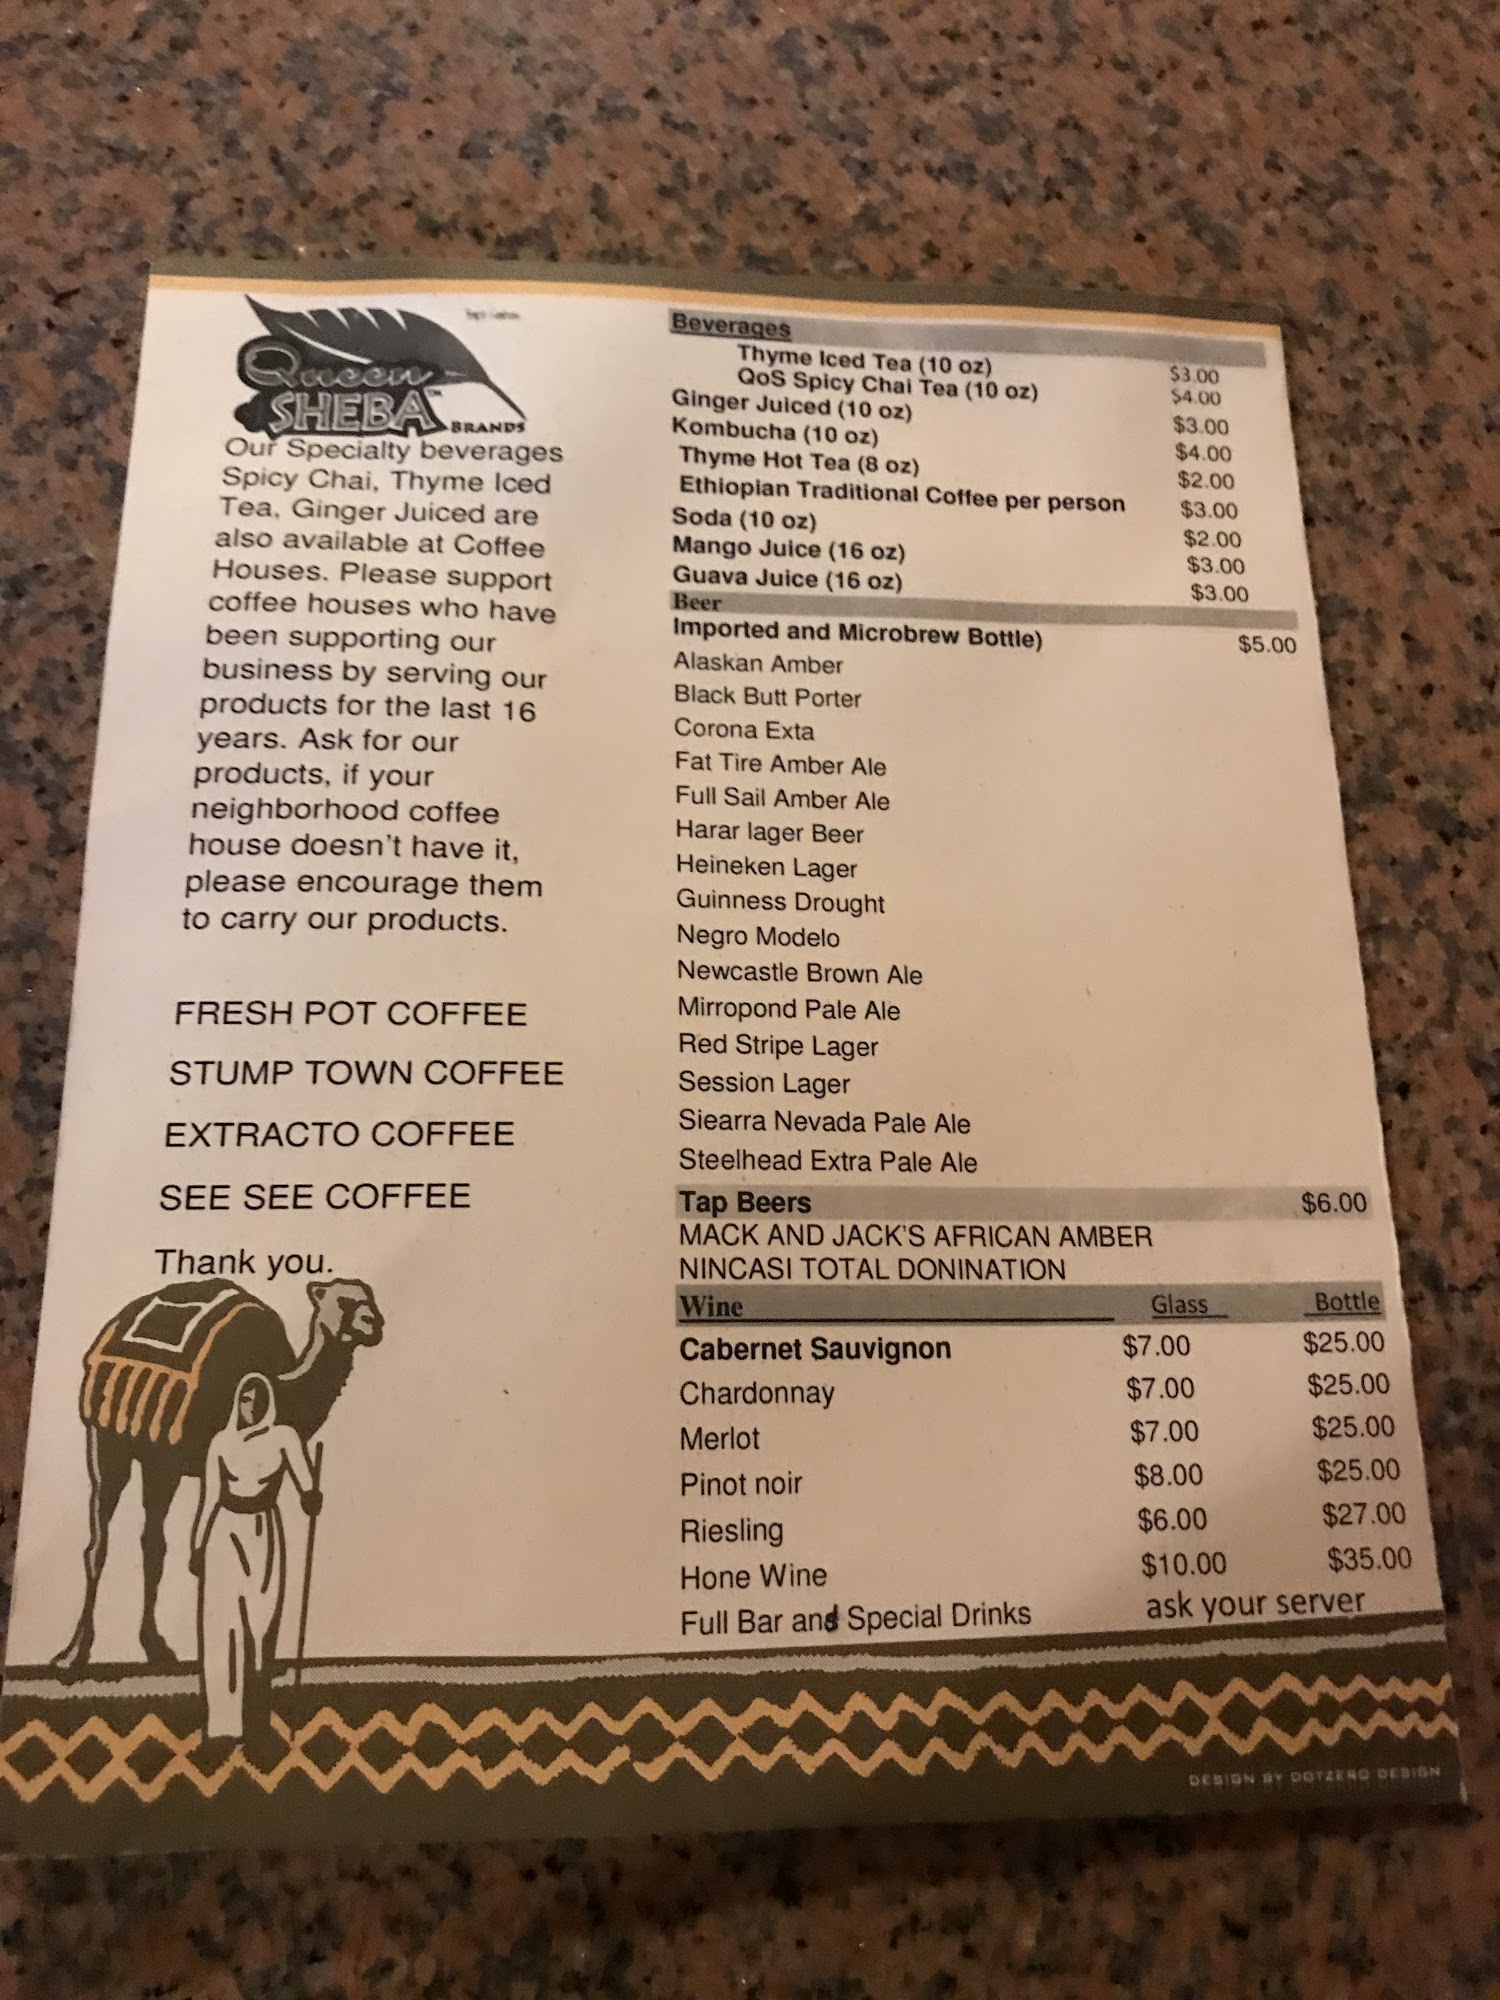 Queen
SHEBA™ BRANDS
Our Specialty beverages
Spicy Chai, Thyme Iced
Tea, Ginger Juiced are
also available at Coffee
Houses. Please support
coffee houses who have
been supporting our
business by serving our
products for the last 16
years. Ask for our
products, if your
neighborhood coffee
house doesn't have it,
please encourage them
to carry our products.
FRESH POT COFFEE
STUMP TOWN COFFEE
EXTRACTO COFFEE
SEE SEE COFFEE
Thank you.
Beverages
Thyme Iced Tea (10 oz) $3.00
QoS Spicy Chai Tea (10 oz) $4.00
Ginger Juiced (10 oz) $3.00
Kombucha (10 oz) $4.00
Thyme Hot Tea (8 oz) $2.00
Ethiopian Traditional Coffee per person $3.00
Soda (10 oz) $2.00
Mango Juice (16 oz) $3.00
Guava Juice (16 oz) $3.00
Beer
Imported and Microbrew Bottle) $5.00
Alaskan Amber
Black Butt Porter
Corona Exta
Fat Tire Amber Ale
Full Sail Amber Ale
Harar lager Beer
Heineken Lager
Guinness Drought
Negro Modelo
Newcastle Brown Ale
Mirropond Pale Ale
Red Stripe Lager
Session Lager
Siearra Nevada Pale Ale
Steelhead Extra Pale Ale
Tap Beers $6.00
MACK AND JACK'S AFRICAN AMBER
NINCASI TOTAL DONINATION
Wine Glass Bottle
Cabernet Sauvignon $7.00 $25.00
Chardonnay $7.00 $25.00
Merlot $7.00 $25.00
Pinot noir $8.00 $25.00
Riesling $6.00 $27.00
Hone Wine $10.00 $35.00
Full Bar and Special Drinks ask your server
DESIGN BY DOTZERO DESIGN